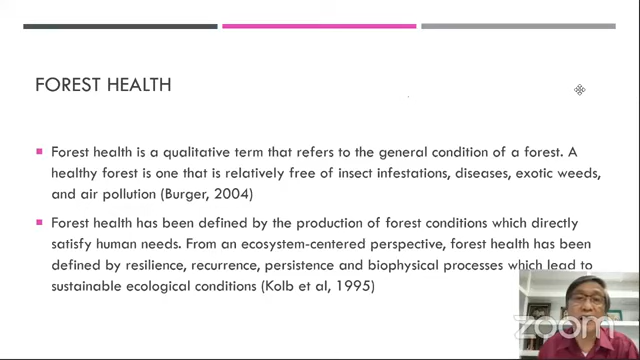 FOREST HEALTH
Forest health is a qualitative term that refers to the general condition of a forest. A
healthy forest is one that is relatively free of insect infestations, diseases, exotic weeds,
and air pollution (Burger, 2004)
Forest health has been defined by the production of forest conditions which directly
satisfy human needs. From an ecosystem-centered perspective, forest health has been
defined by resilience, recurrence, persistence and biophysical processes which lead to
sustainable ecological conditions (Kolb et al, 1995)
zoom